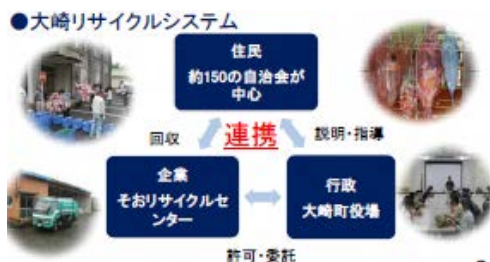 ●大崎リサイクルシステム
住民
約150の自治会が
中心
回収
連携
説明・指導
企業
そおリサイクルセ
ンター
行政
大崎町役場
許可・委託